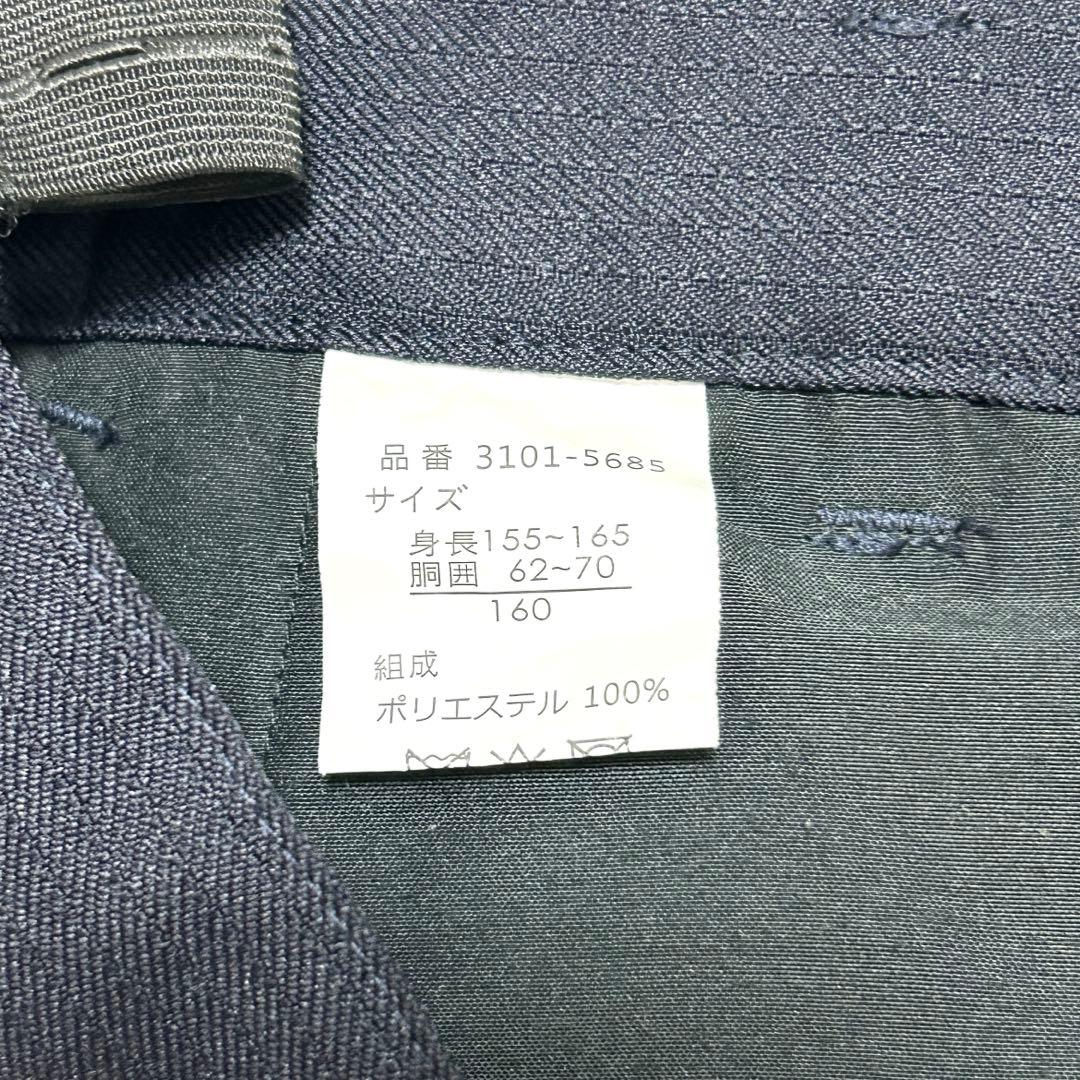 品番 3101-5685
サイズ
身長155~165
胴囲 62~70
160
組成
ポリエステル 100%